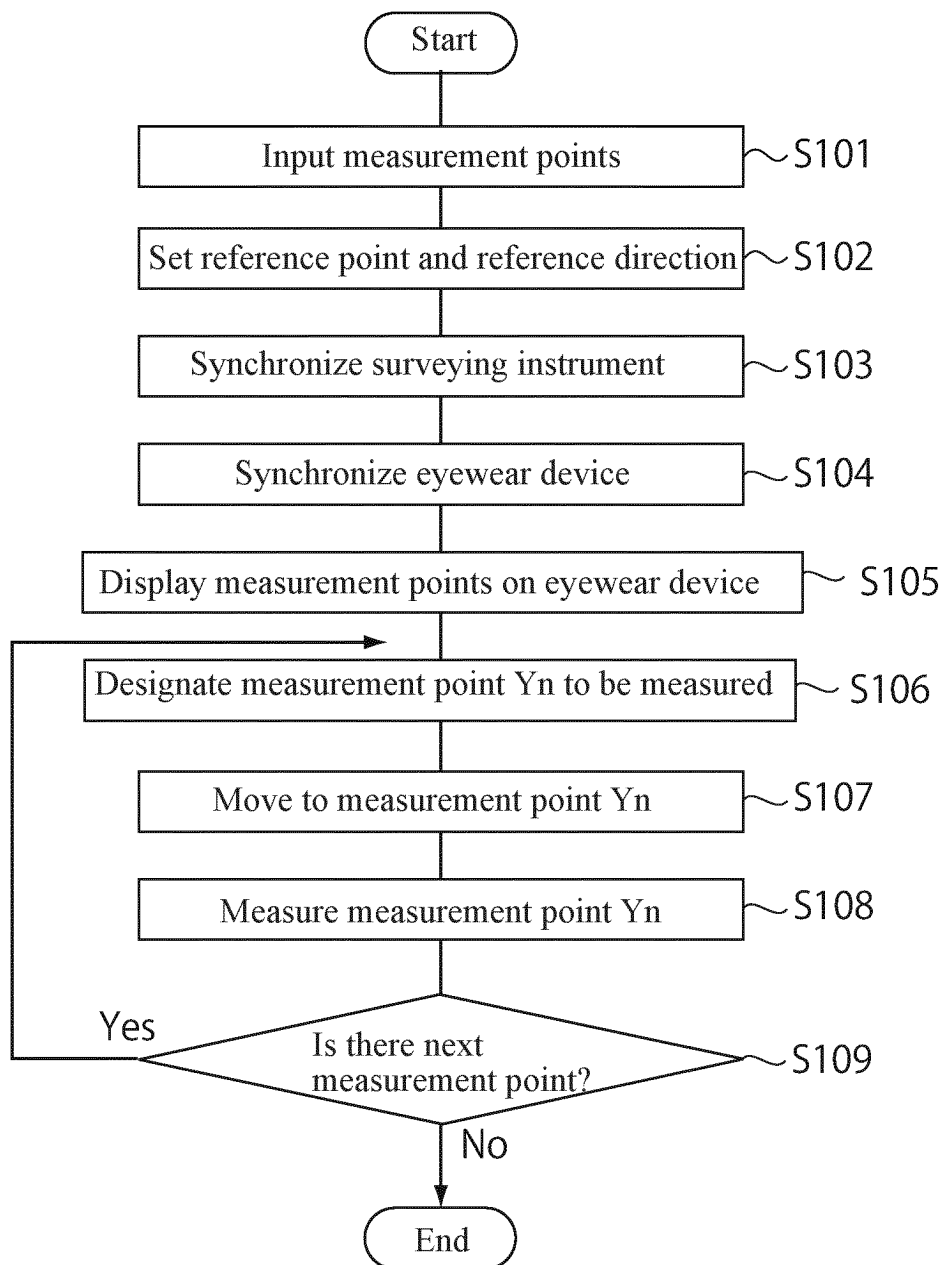 Start
Input measurement points S101
Set reference point and reference direction S102
Synchronize surveying instrument S103
Synchronize eyewear device S104
Display measurement points on eyewear device S105
Designate measurement point Yn to be measured S106
Move to measurement point Yn S107
Measure measurement point Yn S108
Yes
Is there next
measurement point?
S109
No
End